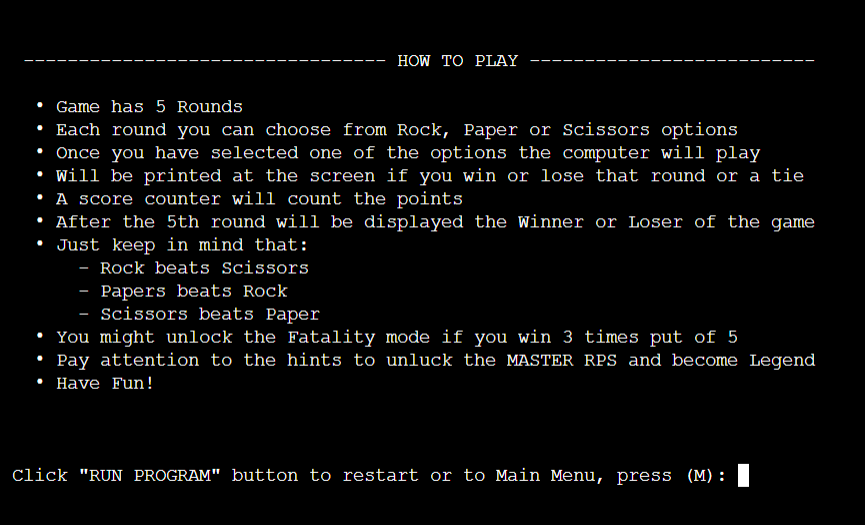 --------------------------------- HOW TO PLAY --------------------------
• Game has 5 Rounds
• Each round you can choose from Rock, Paper or Scissors options
• Once you have selected one of the options the computer will play
• Will be printed at the screen if you win or lose that round or a tie
• A score counter will count the points
• After the 5th round will be displayed the Winner or Loser of the game
• Just keep in mind that:
– Rock beats Scissors
– Papers beats Rock
– Scissors beats Paper
• You might unlock the Fatality mode if you win 3 times put of 5
• Pay attention to the hints to unluck the MASTER RPS and become Legend
• Have Fun!
Click "RUN PROGRAM" button to restart or to Main Menu, press (M):